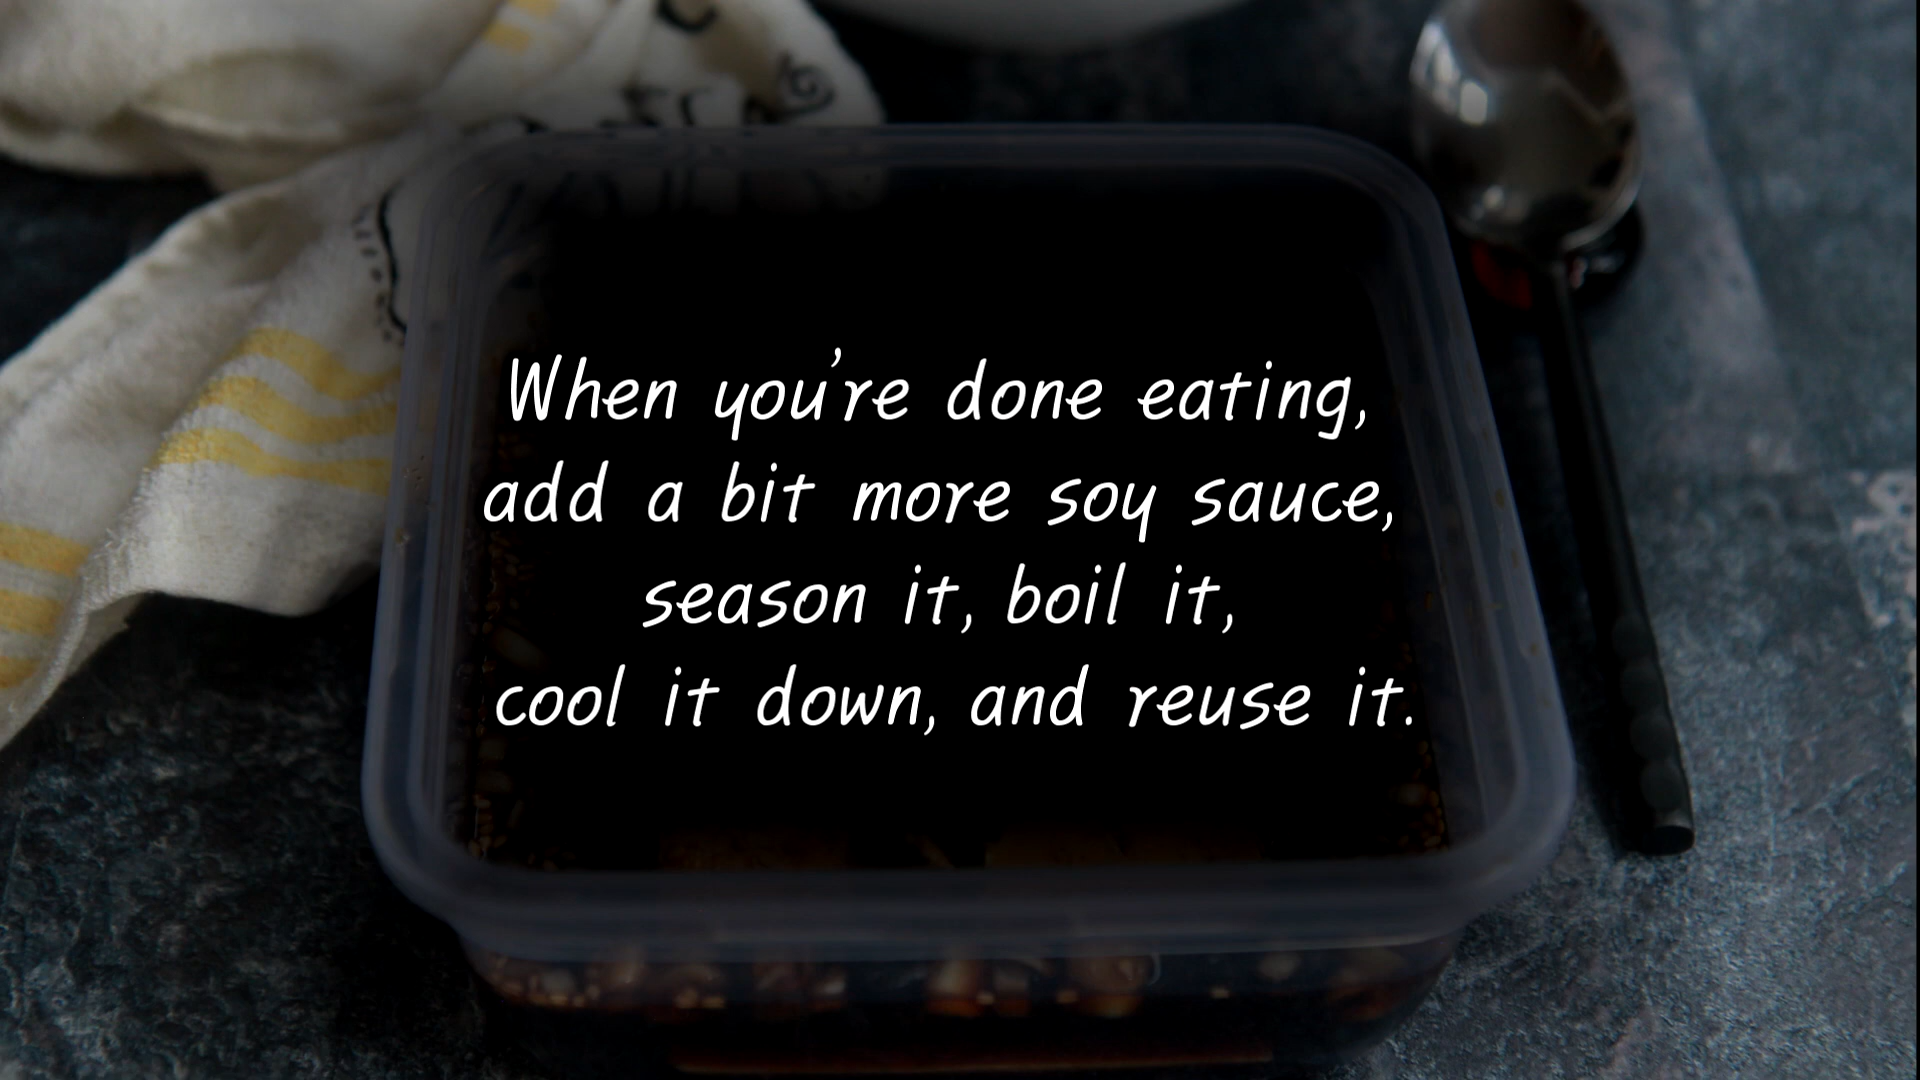 When you’re done eating,
add a bit more soy sauce,
season it, boil it,
cool it down, and reuse it.